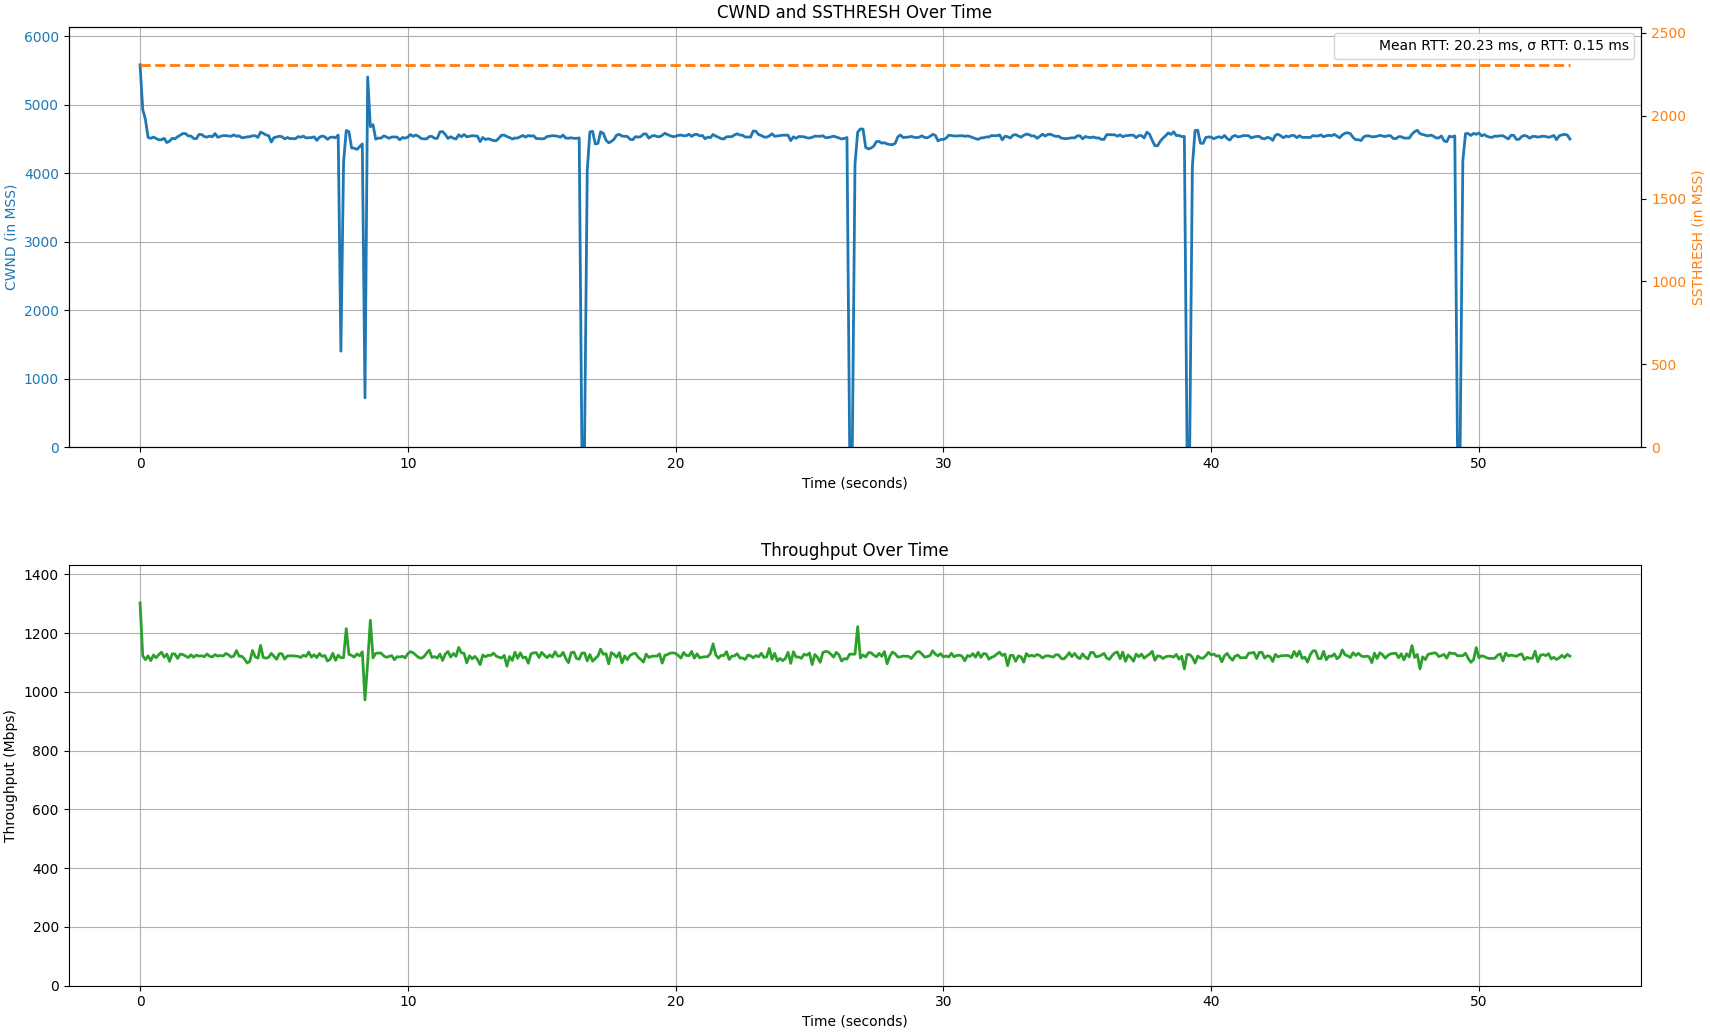 CWND and SSTHRESH Over Time
Mean RTT: 20.23 ms, σ RTT: 0.15 ms
CWND (in MSS)
6000
5000
4000
3000
2000
1000
0
SSTHRESH (in MSS)
2500
2000
1500
1000
500
0
0 10 20 30 40 50
Time (seconds)
Throughput Over Time
Throughput (Mbps)
1400
1200
1000
800
600
400
200
0
0 10 20 30 40 50
Time (seconds)